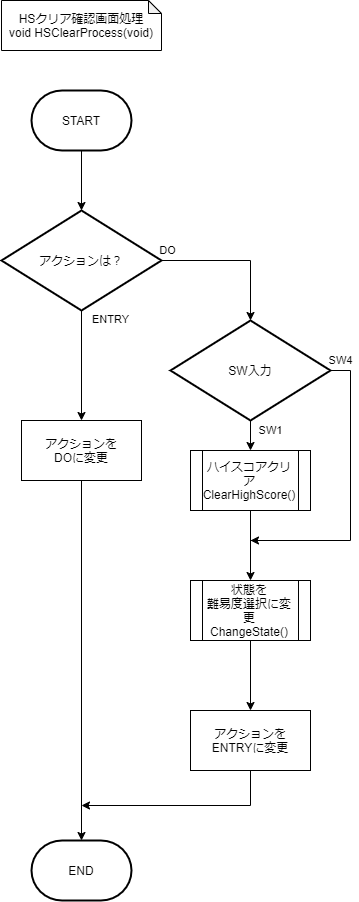 HSクリア確認画面処理
void HSClearProcess(void)
START
アクションは？
DO
ENTRY
SW入力
SW4
SW1
アクションを
DOに変更
ハイスコアクリ
ア
ClearHighScore()
状態を
難易度選択に変
更
ChangeState()
アクションを
ENTRYに変更
END